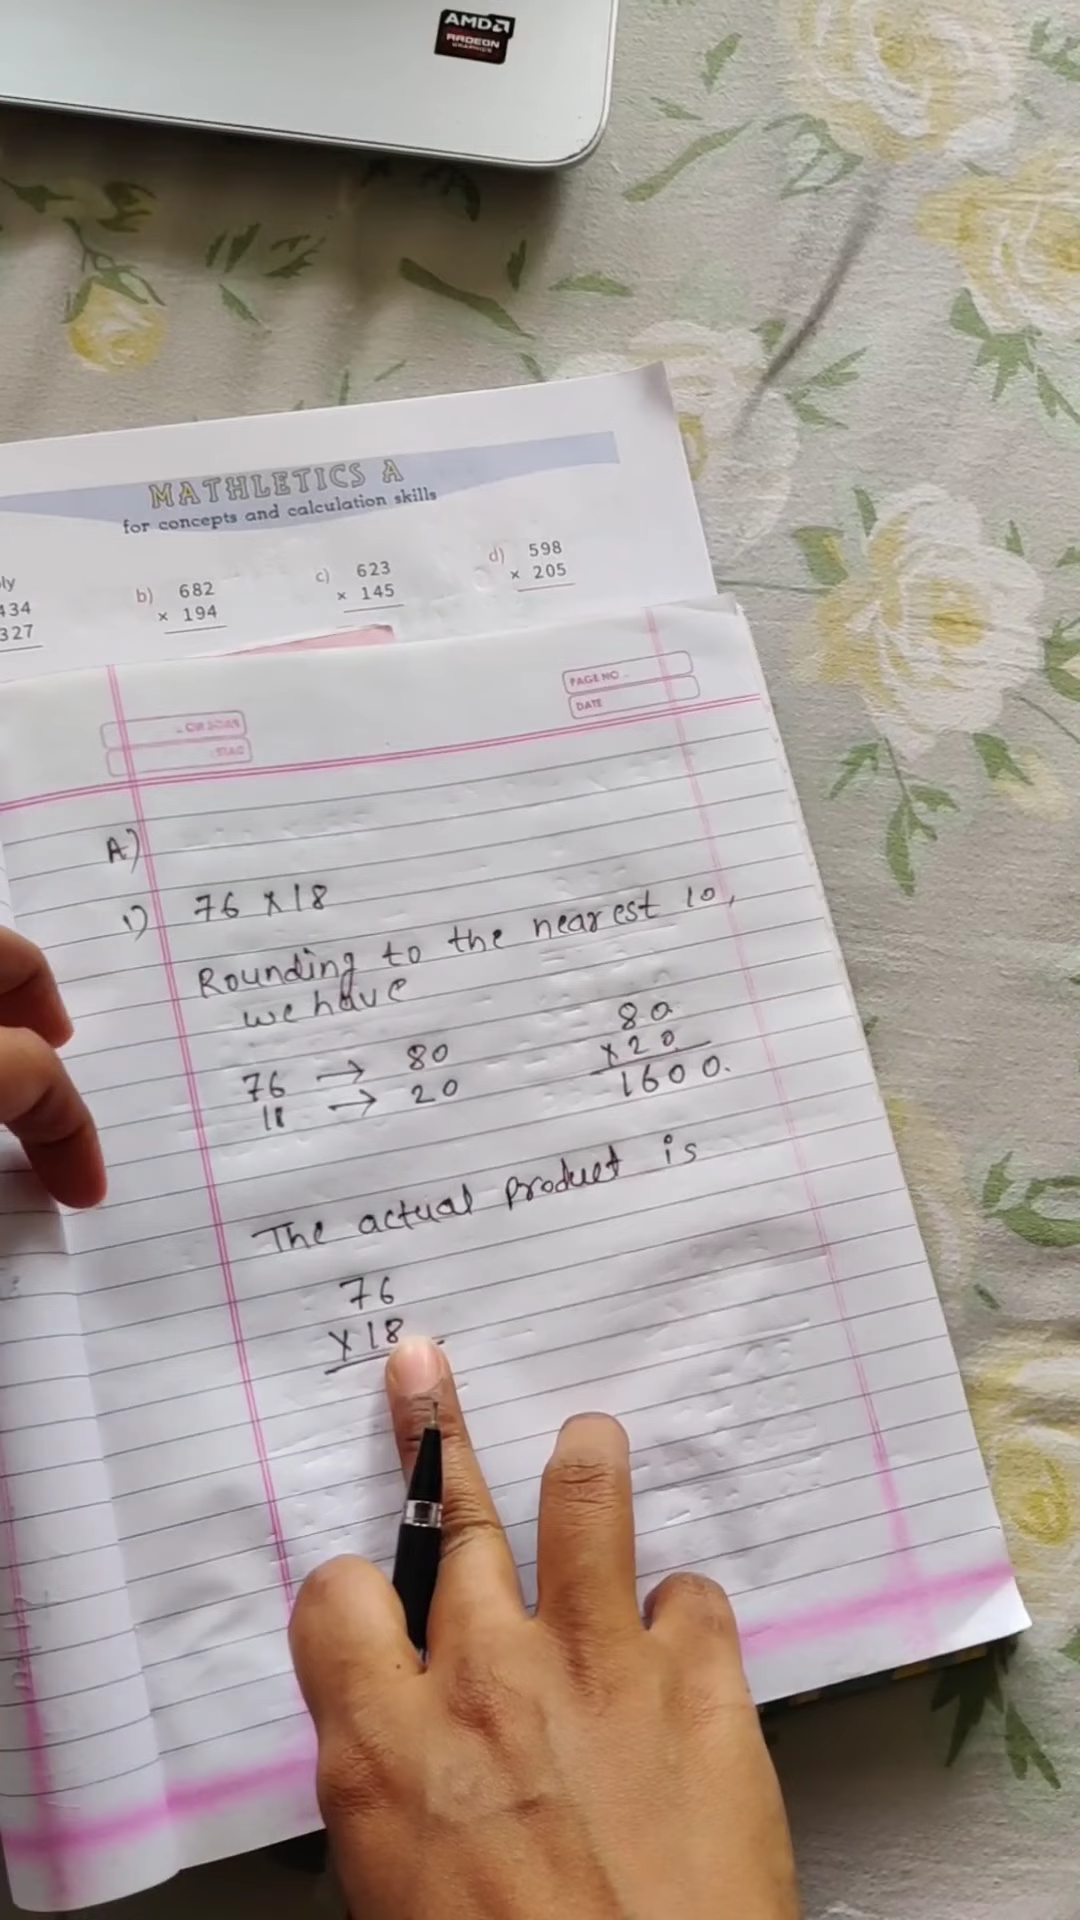 AMD
RADEON
GRAPHICS
MATHLETICS A
for concepts and calculation skills
434
327
b) 682
× 194
c) 623
× 145
d) 598
× 205
PAGE NO
DATE
A)
1) 76 × 18
Rounding to the nearest 10,
we have
76 → 80
18 → 20
80
× 20
1600.
The actual product is
76
× 18